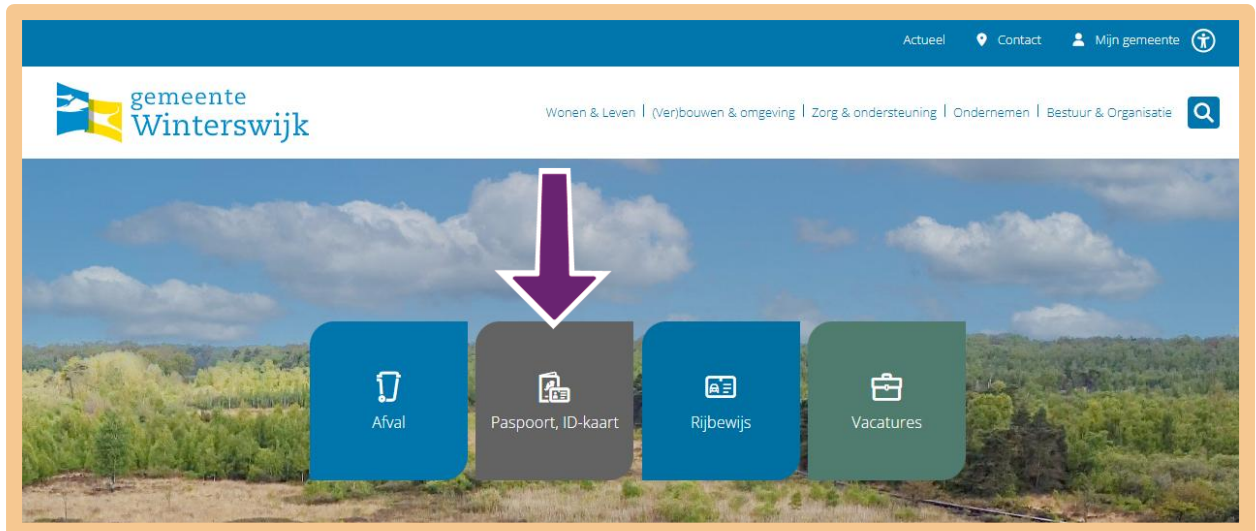 Actueel Contact Mijn gemeente
gemeente
Winterswijk
Wonen & Leven | (Ver)bouwen & omgeving | Zorg & ondersteuning | Ondernemen | Bestuur & Organisatie
Afval
Paspoort, ID-kaart
Rijbewijs
Vacatures